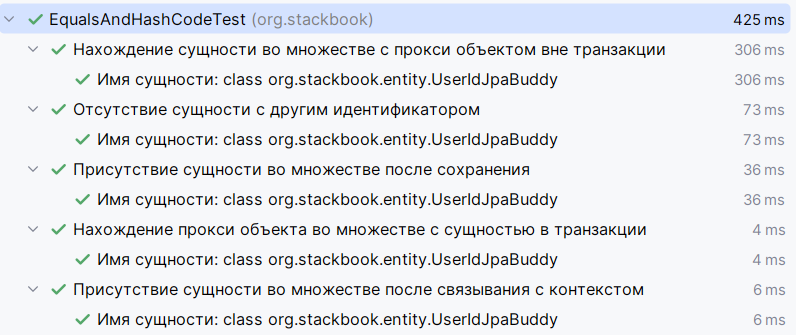 EqualsAndHashCodeTest (org.stackbook) 425 ms
Нахождение сущности во множестве с прокси объектом вне транзакции 306 ms
Имя сущности: class org.stackbook.entity.UserIdJpaBuddy 306 ms
Отсутствие сущности с другим идентификатором 73 ms
Имя сущности: class org.stackbook.entity.UserIdJpaBuddy 73 ms
Присутствие сущности во множестве после сохранения 36 ms
Имя сущности: class org.stackbook.entity.UserIdJpaBuddy 36 ms
Нахождение прокси объекта во множестве с сущностью в транзакции 4 ms
Имя сущности: class org.stackbook.entity.UserIdJpaBuddy 4 ms
Присутствие сущности во множестве после связывания с контекстом 6 ms
Имя сущности: class org.stackbook.entity.UserIdJpaBuddy 6 ms